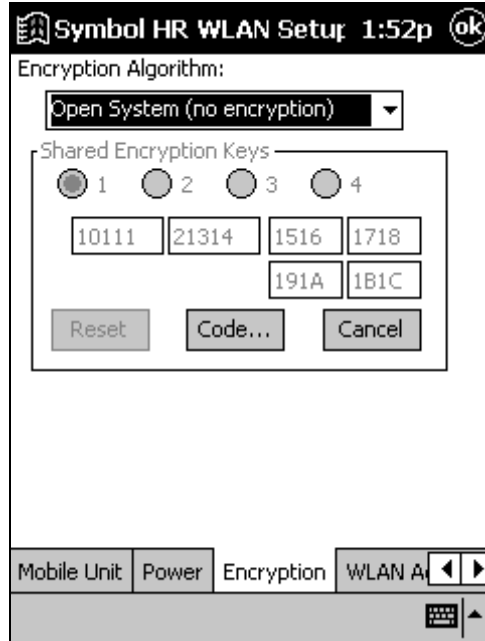 Symbol HR WLAN Setup 1:52p ok
Encryption Algorithm:
Open System (no encryption)
Shared Encryption Keys
1 2 3 4
10111 21314 1516 1718
191A 1B1C
Reset Code... Cancel
Mobile Unit Power Encryption WLAN